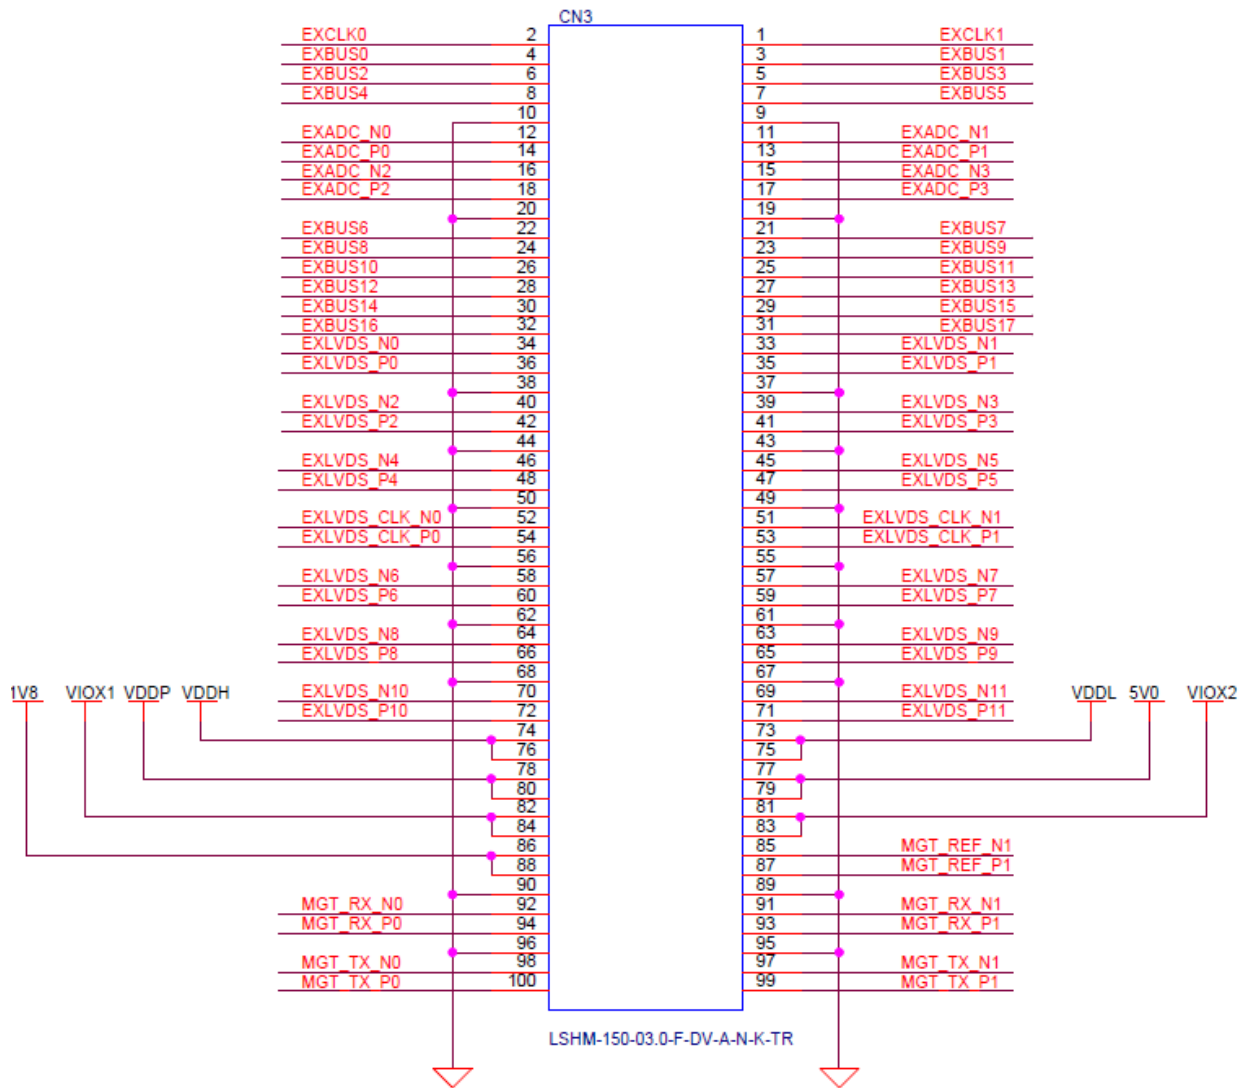 CN3
EXCLK0 2 1 EXCLK1
EXBUS0 4 3 EXBUS1
EXBUS2 6 5 EXBUS3
EXBUS4 8 7 EXBUS5
10 9
EXADC_N0 12 11 EXADC_N1
EXADC_P0 14 13 EXADC_P1
EXADC_N2 16 15 EXADC_N3
EXADC_P2 18 17 EXADC_P3
20 19
EXBUS6 22 21 EXBUS7
EXBUS8 24 23 EXBUS9
EXBUS10 26 25 EXBUS11
EXBUS12 28 27 EXBUS13
EXBUS14 30 29 EXBUS15
EXBUS16 32 31 EXBUS17
EXLVDS_N0 34 33 EXLVDS_N1
EXLVDS_P0 36 35 EXLVDS_P1
38 37
EXLVDS_N2 40 39 EXLVDS_N3
EXLVDS_P2 42 41 EXLVDS_P3
44 43
EXLVDS_N4 46 45 EXLVDS_N5
EXLVDS_P4 48 47 EXLVDS_P5
50 49
EXLVDS_CLK_N0 52 51 EXLVDS_CLK_N1
EXLVDS_CLK_P0 54 53 EXLVDS_CLK_P1
56 55
EXLVDS_N6 58 57 EXLVDS_N7
EXLVDS_P6 60 59 EXLVDS_P7
62 61
EXLVDS_N8 64 63 EXLVDS_N9
EXLVDS_P8 66 65 EXLVDS_P9
68 67
1V8 VIOX1 VDDP VDDH EXLVDS_N10 70 69 EXLVDS_N11 VDDL 5V0 VIOX2
EXLVDS_P10 72 71 EXLVDS_P11
74 73
76 75
78 77
80 79
82 81
84 83
86 85 MGT_REF_N1
88 87 MGT_REF_P1
90 89
MGT_RX_N0 92 91 MGT_RX_N1
MGT_RX_P0 94 93 MGT_RX_P1
96 95
MGT_TX_N0 98 97 MGT_TX_N1
MGT_TX_P0 100 99 MGT_TX_P1
LSHM-150-03.0-F-DV-A-N-K-TR